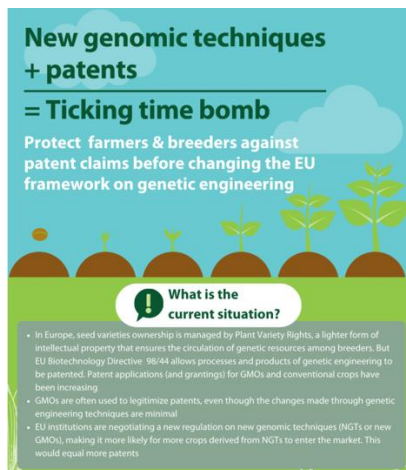 New genomic techniques
+ patents
= Ticking time bomb
Protect farmers & breeders against
patent claims before changing the EU
framework on genetic engineering
! What is the
current situation?
• In Europe, seed varieties ownership is managed by Plant Variety Rights, a lighter form of
intellectual property that ensures the circulation of genetic resources among breeders. But
EU Biotechnology Directive 98/44 allows processes and products of genetic engineering to
be patented. Patent applications (and grantings) for GMOs and conventional crops have
been increasing
• GMOs are often used to legitimize patents, even though the changes made through genetic
engineering techniques are minimal
• EU institutions are negotiating a new regulation on new genomic techniques (NGTs or new
GMOs), making it more likely for more crops derived from NGTs to enter the market. This
would equal more patents